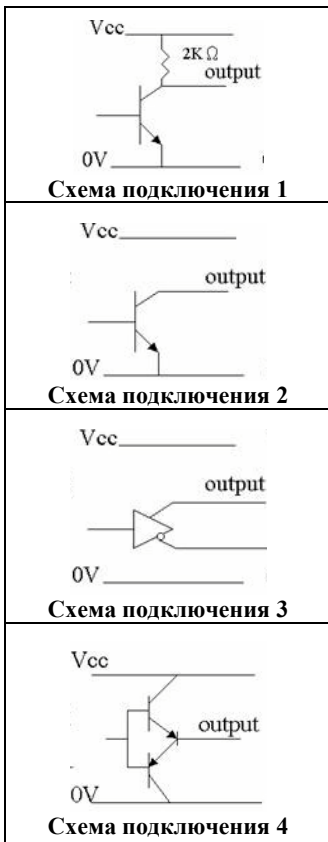 Vcc
2K Ω
output
0V
Схема подключения 1
Vcc
output
0V
Схема подключения 2
Vcc
output
0V
Схема подключения 3
Vcc
output
0V
Схема подключения 4